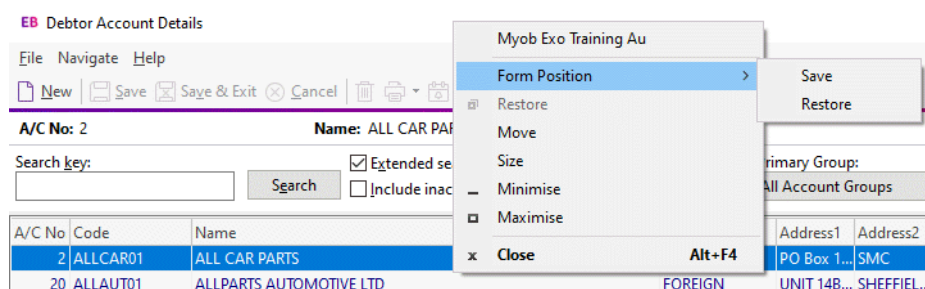 EB Debtor Account Details
File Navigate Help
New Save Save & Exit Cancel
A/C No: 2 Name: ALL CAR PAR
Search key:
Search
Extended se
Include inac
rimary Group:
All Account Groups
A/C No Code Name Address1 Address2
2 ALLCAR01 ALL CAR PARTS PO Box 1... SMC
20 ALLAUT01 ALLPARTS AUTOMOTIVE LTD FOREIGN UNIT 14B... SHEFFIEL...
Myob Exo Training Au
Form Position
Restore
Move
Size
Minimise
Maximise
Close Alt+F4
Save
Restore